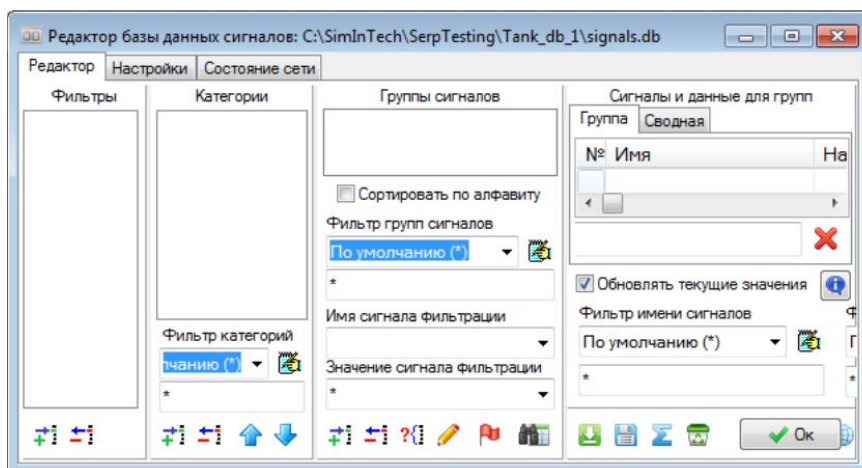 Редактор базы данных сигналов: C:\SimInTech\SerpTesting\Tank_db_1\signals.db
Редактор Настройки Состояние сети
Фильтры
Категории
Фильтр категорий
лчанию (*)
*
Группы сигналов
Сортировать по алфавиту
Фильтр групп сигналов
По умолчанию (*)
*
Имя сигнала фильтрации
Значение сигнала фильтрации
*
Сигналы и данные для групп
Группа Сводная
№ Имя На
Обновлять текущие значения
Фильтр имени сигналов
По умолчанию (*)
*
Ок